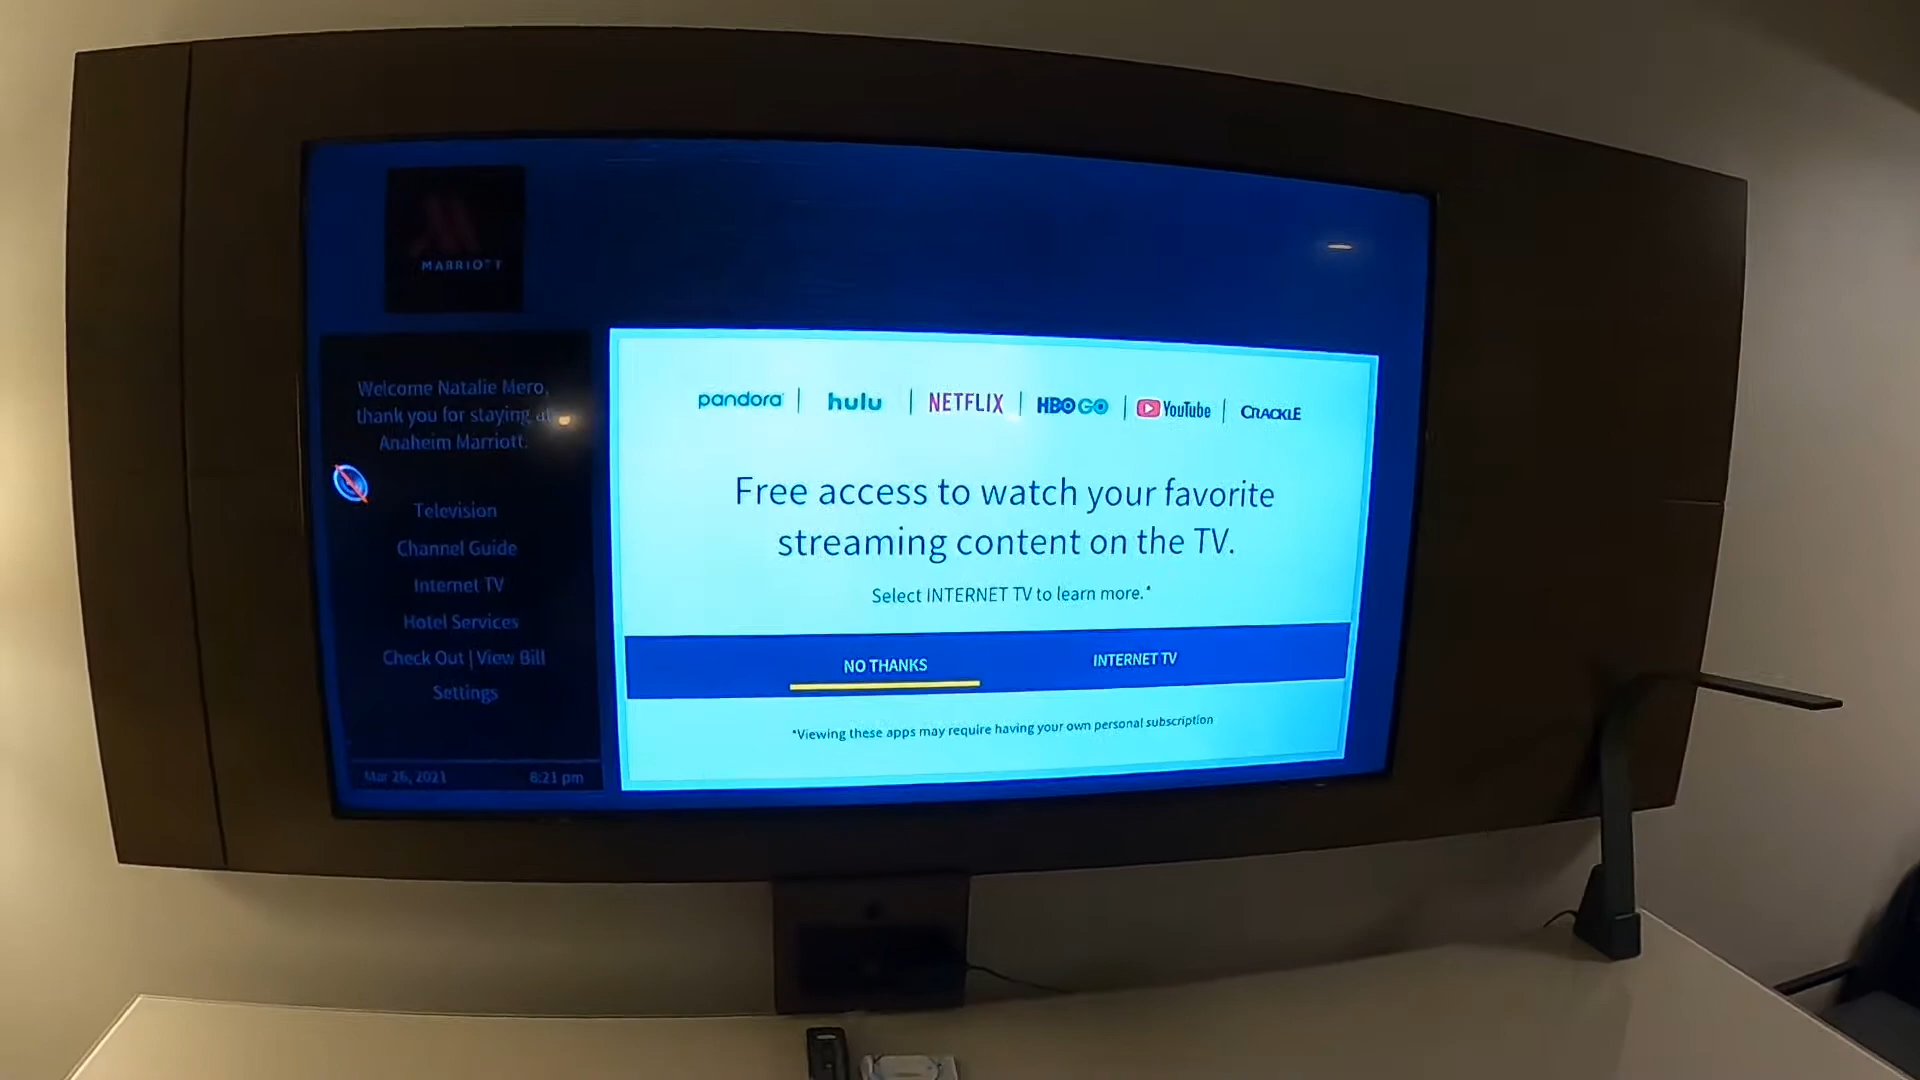 MARRIOTT
Welcome Natalie Mero,
thank you for staying at
Anaheim Marriott.
Television
Channel Guide
Internet TV
Hotel Services
Check Out | View Bill
Settings
Mar 26, 2021
8:21 pm
pandora | hulu | NETFLIX | HBO GO | YouTube | CRACKLE
Free access to watch your favorite
streaming content on the TV.
Select INTERNET TV to learn more.*
NO THANKS
INTERNET TV
*Viewing these apps may require having your own personal subscription